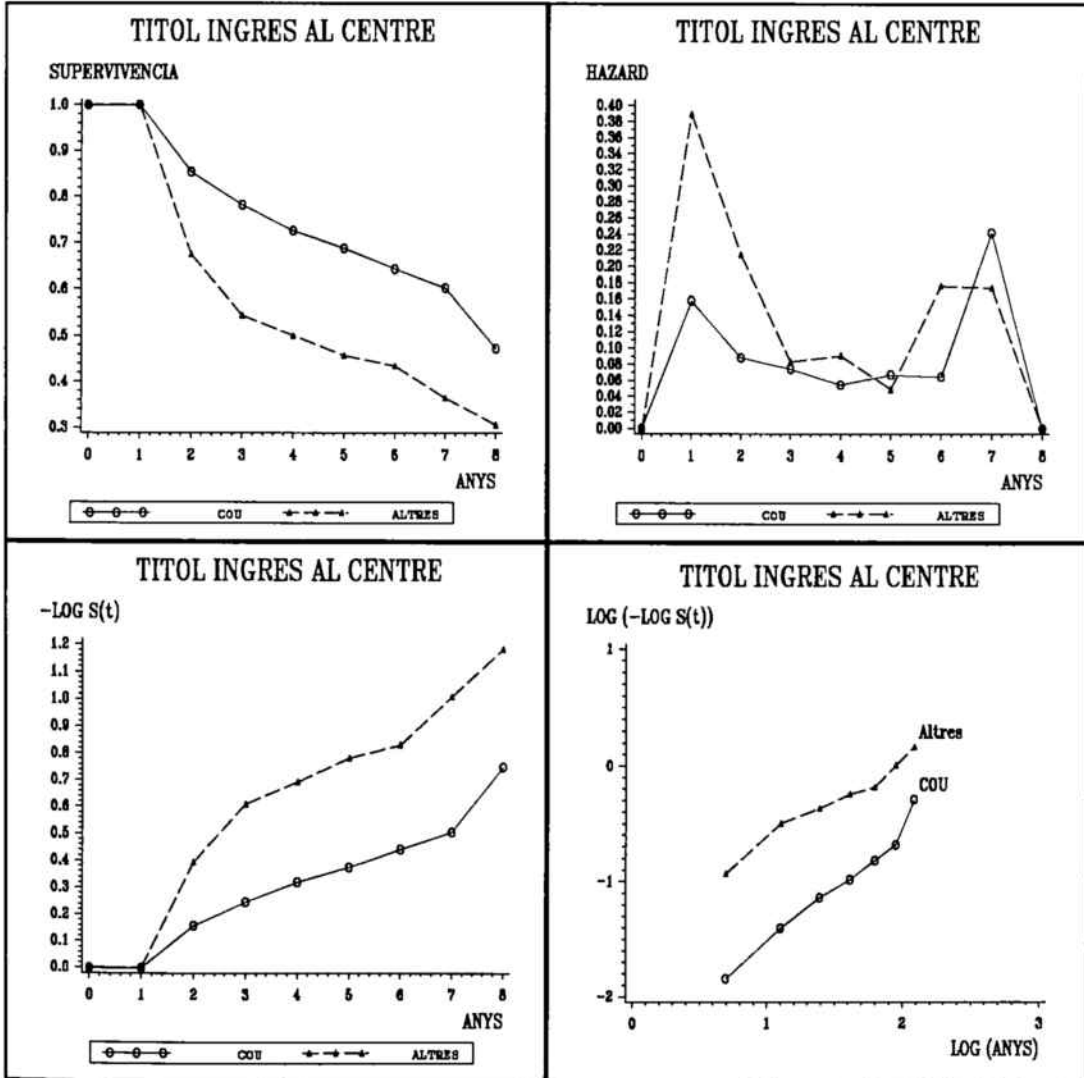 TITOL INGRES AL CENTRE
SUPERVIVENCIA
1.0
0.9
0.8
0.7
0.6
0.5
0.4
0.3
0 1 2 3 4 5 6 7 8
ANYS
COU ALTRES
TITOL INGRES AL CENTRE
HAZARD
0.40
0.38
0.36
0.34
0.32
0.30
0.28
0.26
0.24
0.22
0.20
0.18
0.16
0.14
0.12
0.10
0.08
0.06
0.04
0.02
0.00
0 1 2 3 4 5 6 7 8
ANYS
COU ALTRES
TITOL INGRES AL CENTRE
-LOG S(t)
1.2
1.1
1.0
0.9
0.8
0.7
0.6
0.5
0.4
0.3
0.2
0.1
0.0
0 1 2 3 4 5 6 7 8
ANYS
COU ALTRES
TITOL INGRES AL CENTRE
LOG (-LOG S(t))
1
Altres
0
COU
-1
-2
0 1 2 3
LOG (ANYS)